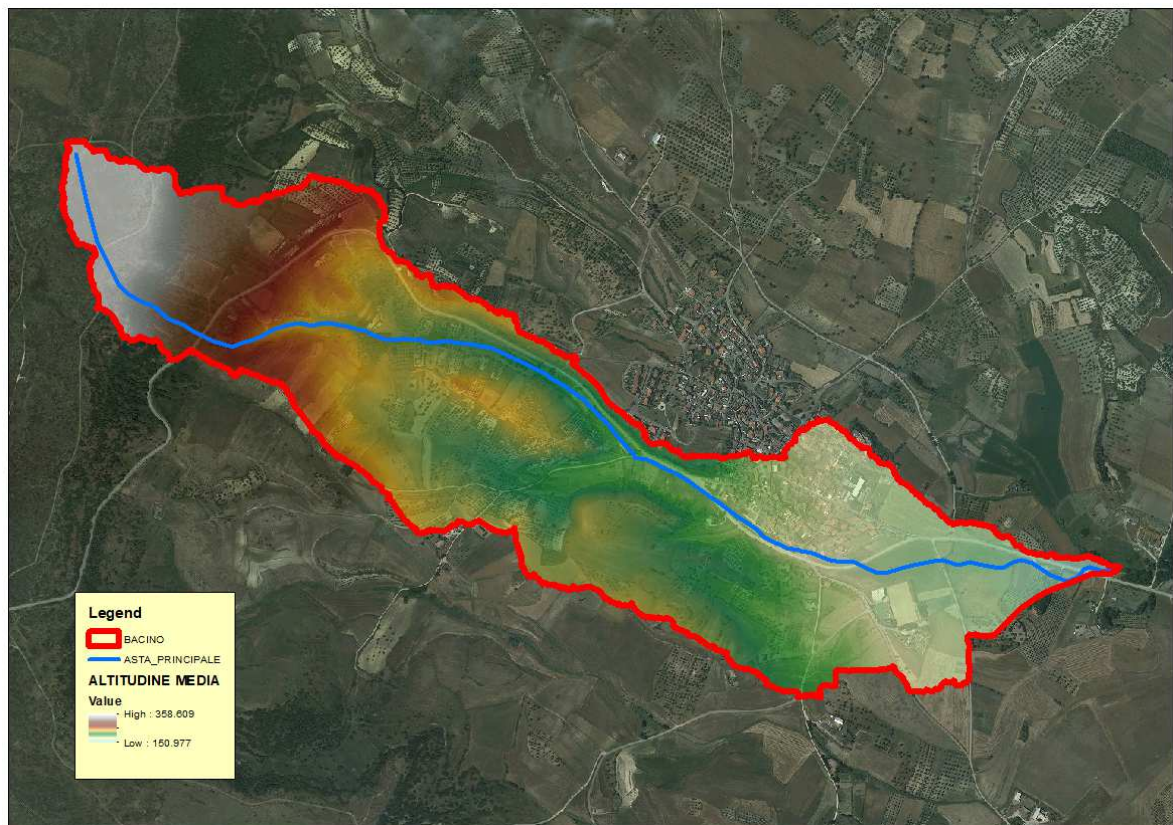 Legend
BACINO
ASTA_PRINCIPALE
ALTITUDINE MEDIA
Value
High : 358.609
Low : 150.977